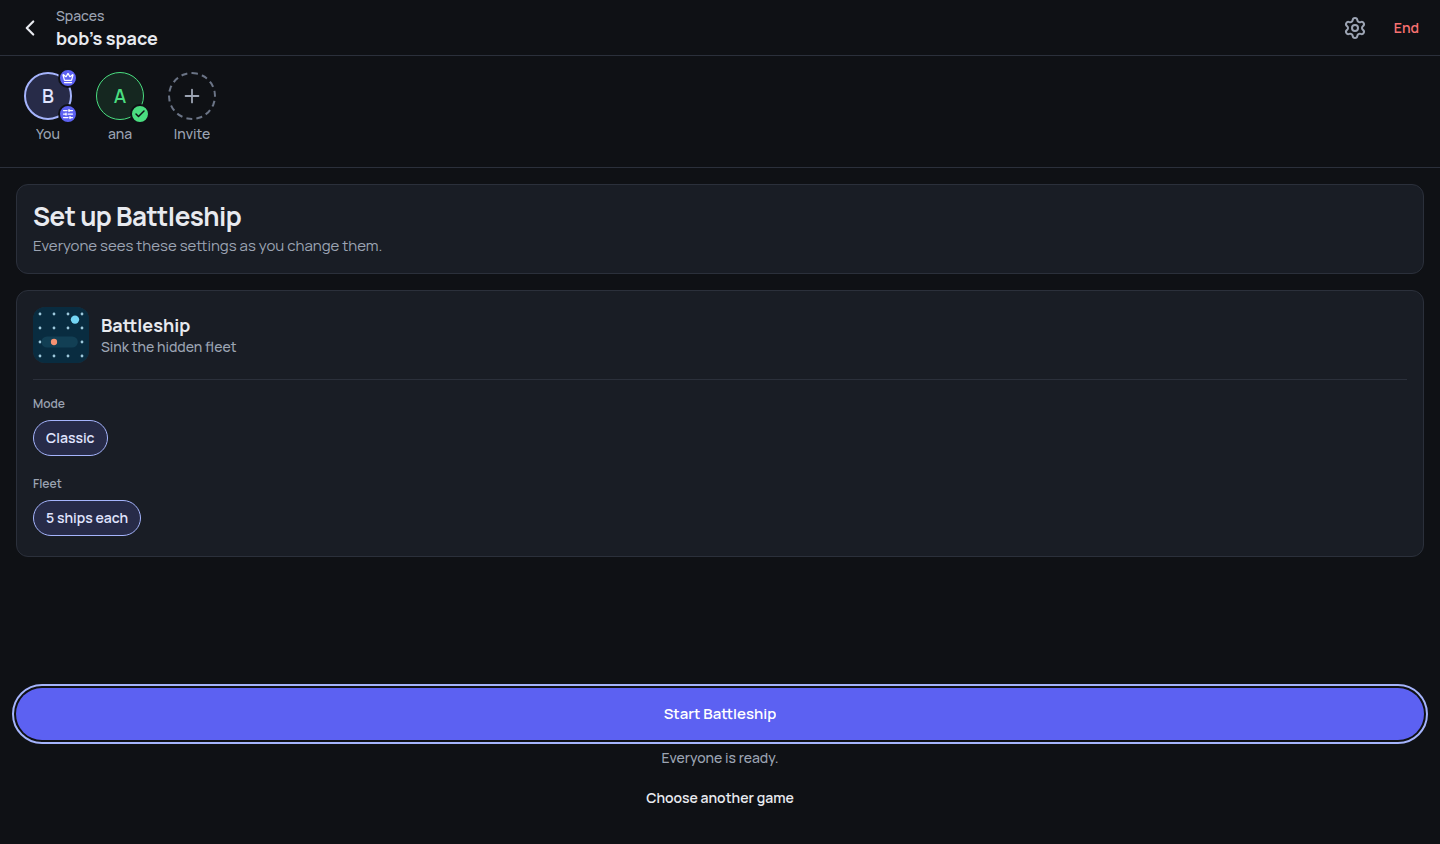 Spaces
bob's space
End
B
A
You
ana
Invite
Set up Battleship
Everyone sees these settings as you change them.
Battleship
Sink the hidden fleet
Mode
Classic
Fleet
5 ships each
Start Battleship
Everyone is ready.
Choose another game